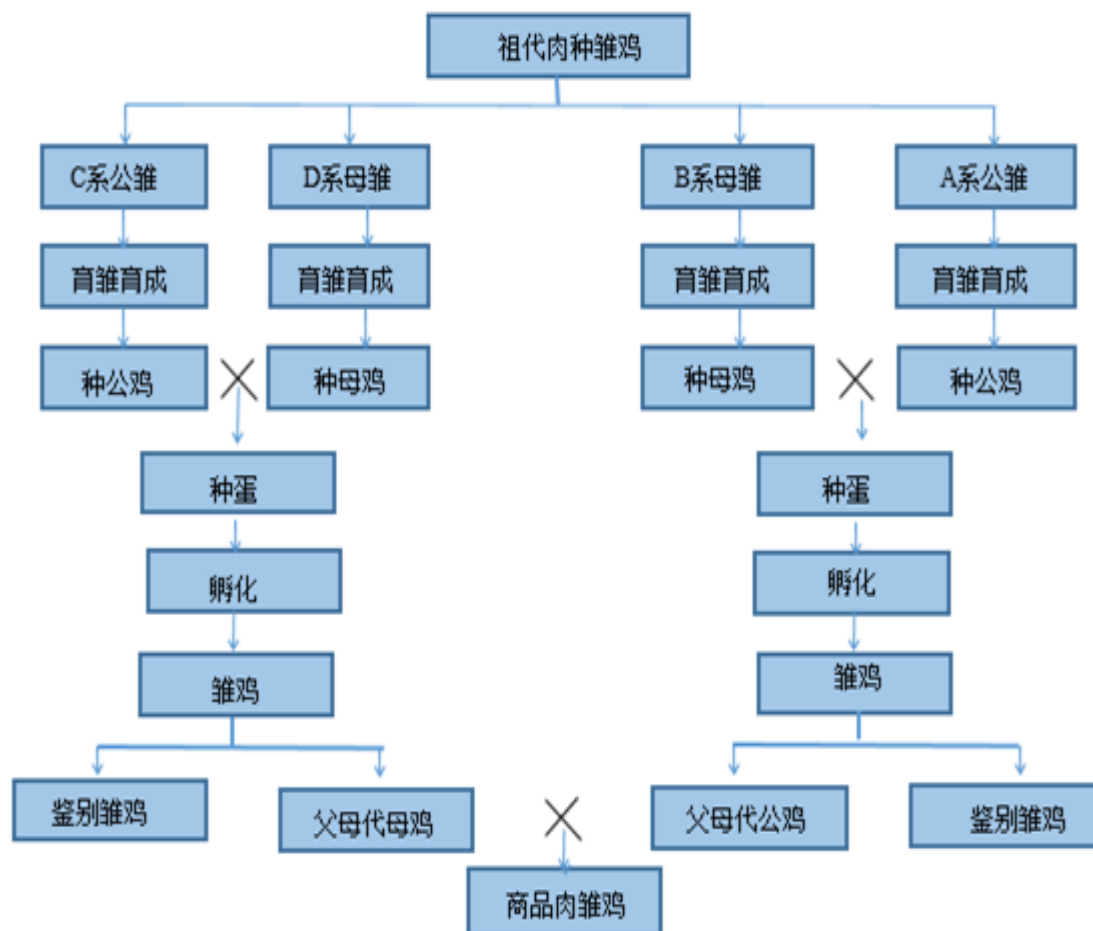 祖代肉种雏鸡
C系公雏
D系母雏
B系母雏
A系公雏
育雏育成
育雏育成
育雏育成
育雏育成
种公鸡
种母鸡
种母鸡
种公鸡
种蛋
种蛋
孵化
孵化
雏鸡
雏鸡
鉴别雏鸡
父母代母鸡
父母代公鸡
鉴别雏鸡
商品肉雏鸡